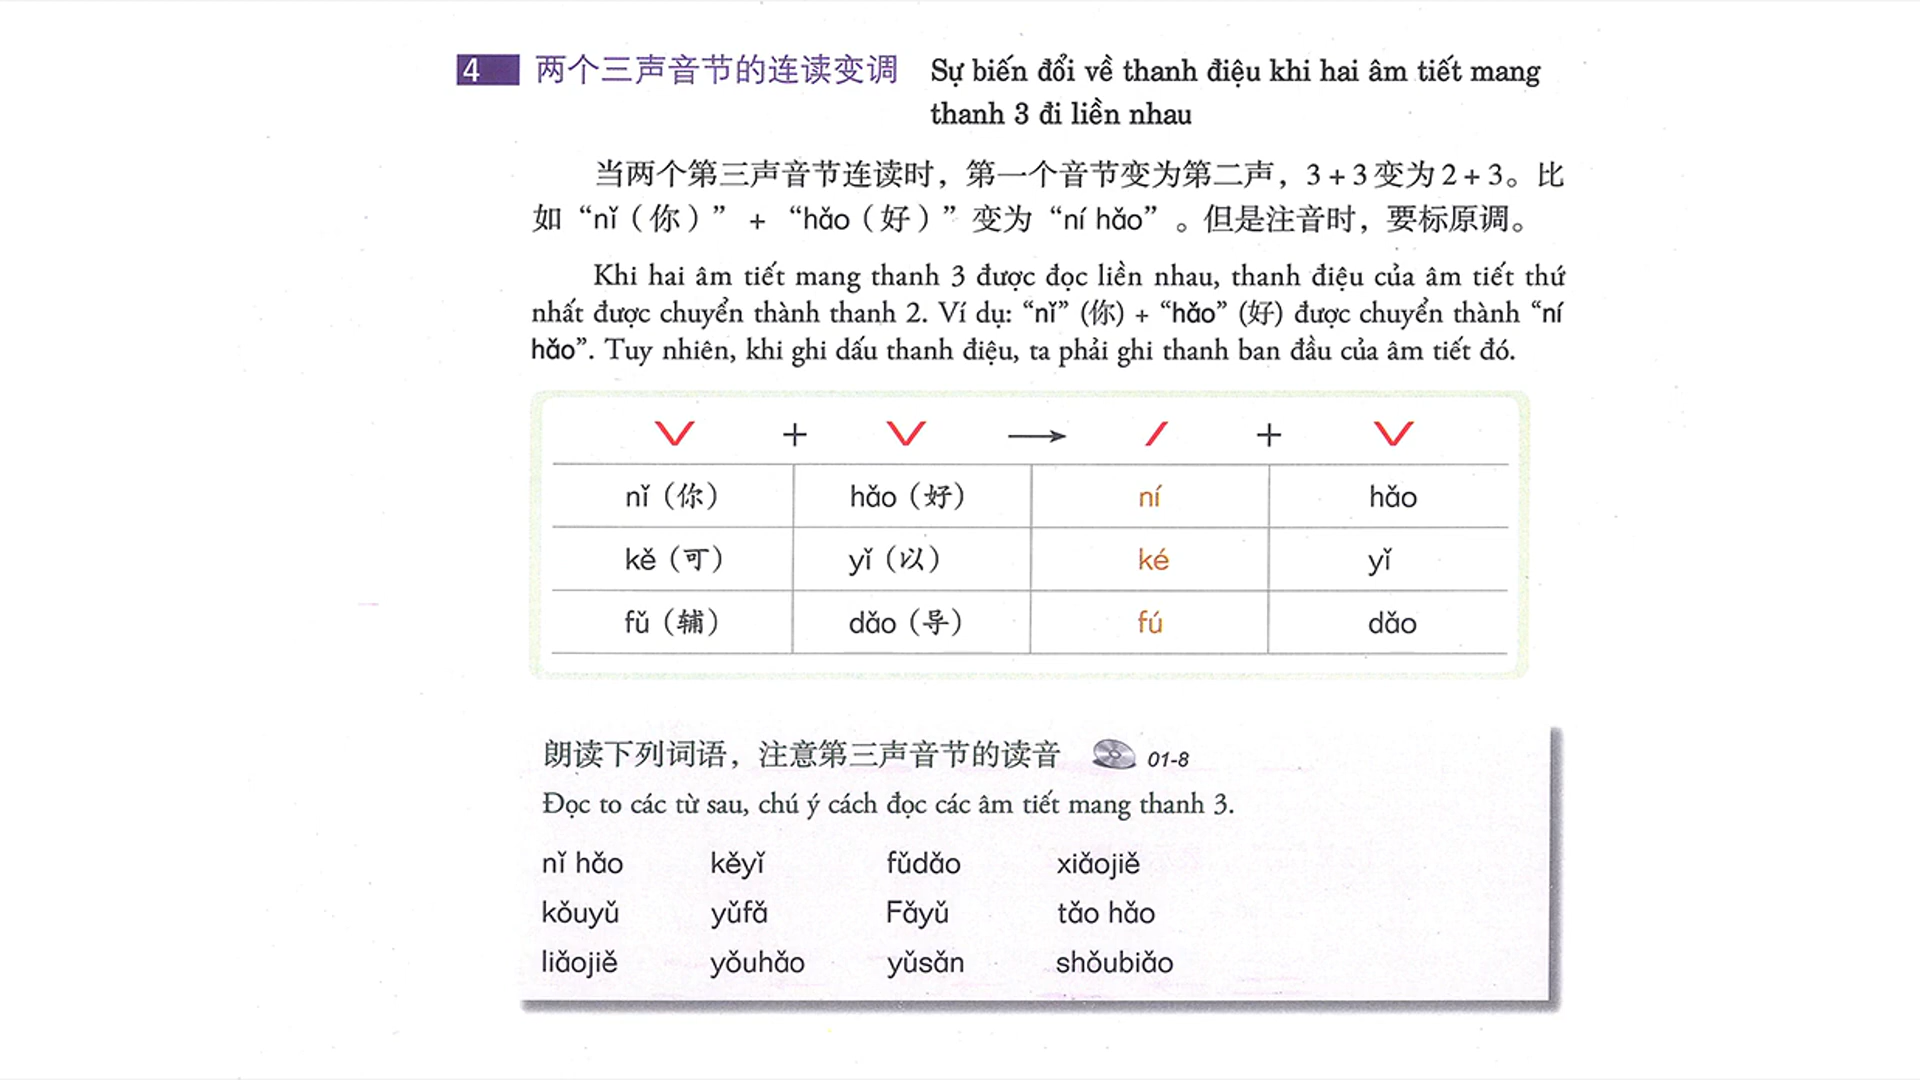 4 两个三声音节的连读变调 Sự biến đổi về thanh điệu khi hai âm tiết mang
thanh 3 đi liền nhau
当两个第三声音节连读时，第一个音节变为第二声，3 + 3 变为 2 + 3。比
如 “nǐ（你）” + “hǎo（好）” 变为 “ní hǎo” 。但是注音时，要标原调。
Khi hai âm tiết mang thanh 3 được đọc liền nhau, thanh điệu của âm tiết thứ
nhất được chuyển thành thanh 2. Ví dụ: “nǐ” (你) + “hǎo” (好) được chuyển thành “ní
hǎo”. Tuy nhiên, khi ghi dấu thanh điệu, ta phải ghi thanh ban đầu của âm tiết đó.
ˇ + ˇ → ˊ + ˇ
nǐ（你） hǎo（好） ní hǎo
kě（可） yǐ（以） ké yǐ
fǔ（辅） dǎo（导） fú dǎo
朗读下列词语，注意第三声音节的读音 01-8
Đọc to các từ sau, chú ý cách đọc các âm tiết mang thanh 3.
nǐ hǎo kěyǐ fǔdǎo xiǎojiě
kǒuyǔ yǔfǎ Fǎyǔ tǎo hǎo
liǎojiě yǒuhǎo yǔsǎn shǒubiǎo